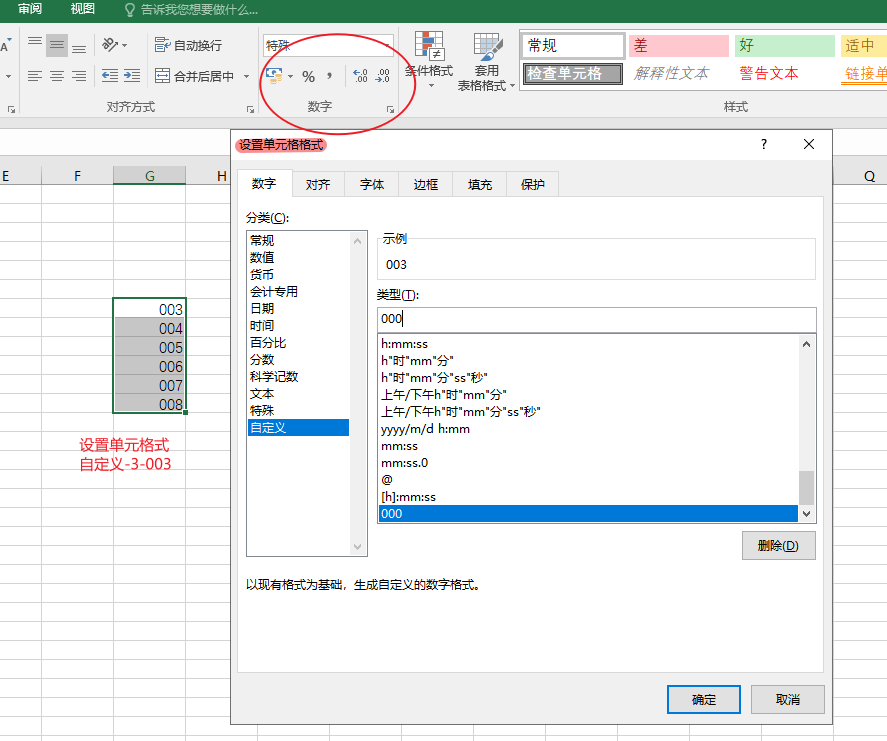 审阅 视图 告诉我您想要做什么...
A 自动换行 特殊 常规 差 好 适中
合并后居中 % , .00 .00 条件格式 套用 表格格式 检查单元格 解释性文本 警告文本 链接单
对齐方式 数字 样式
设置单元格格式 ?
E F G H Q
数字 对齐 字体 边框 填充 保护
分类(C):
常规
数值
货币
会计专用
日期
时间
百分比
分数
科学记数
文本
特殊
自定义
示例
003
类型(T):
000
h:mm:ss
h"时"mm"分"
h"时"mm"分"ss"秒"
上午/下午h"时"mm"分"
上午/下午h"时"mm"分"ss"秒"
yyyy/m/d h:mm
mm:ss
mm:ss.0
@
[h]:mm:ss
000
删除(D)
以现有格式为基础，生成自定义的数字格式。
确定 取消
003
004
005
006
007
008
设置单元格式
自定义-3-003